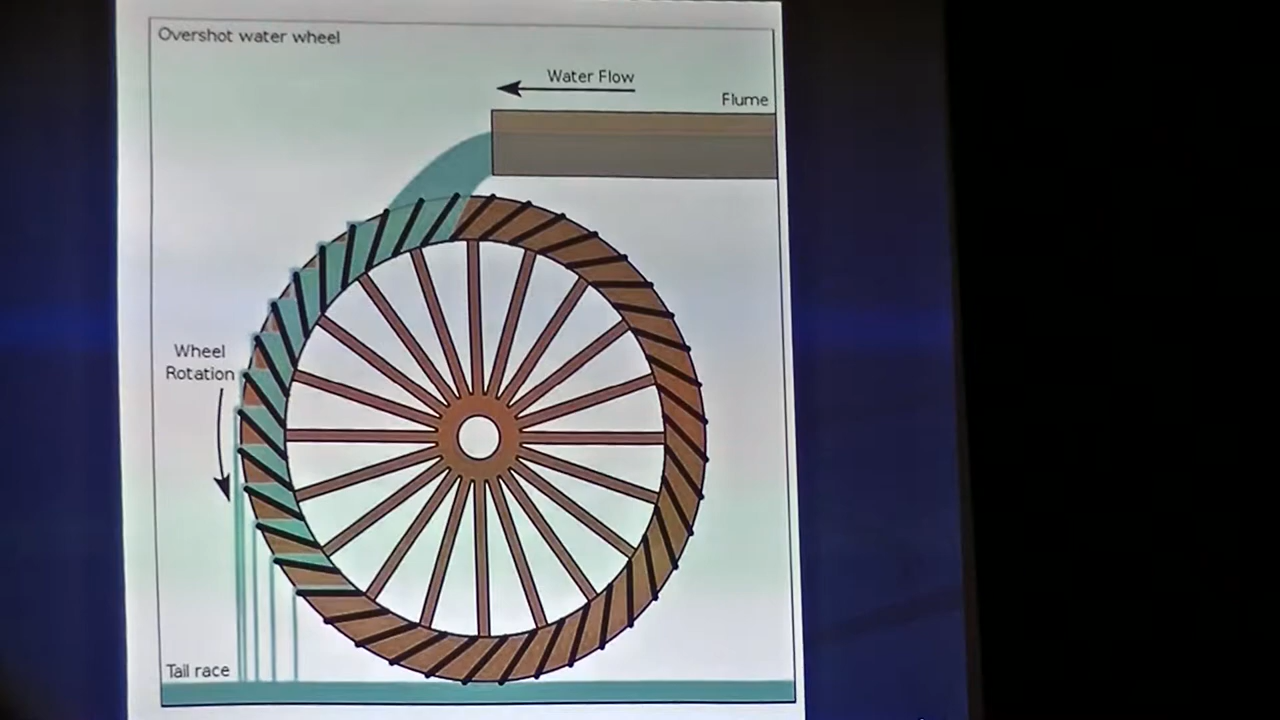 Overshot water wheel
Water Flow
Flume
Wheel
Rotation
Tail race